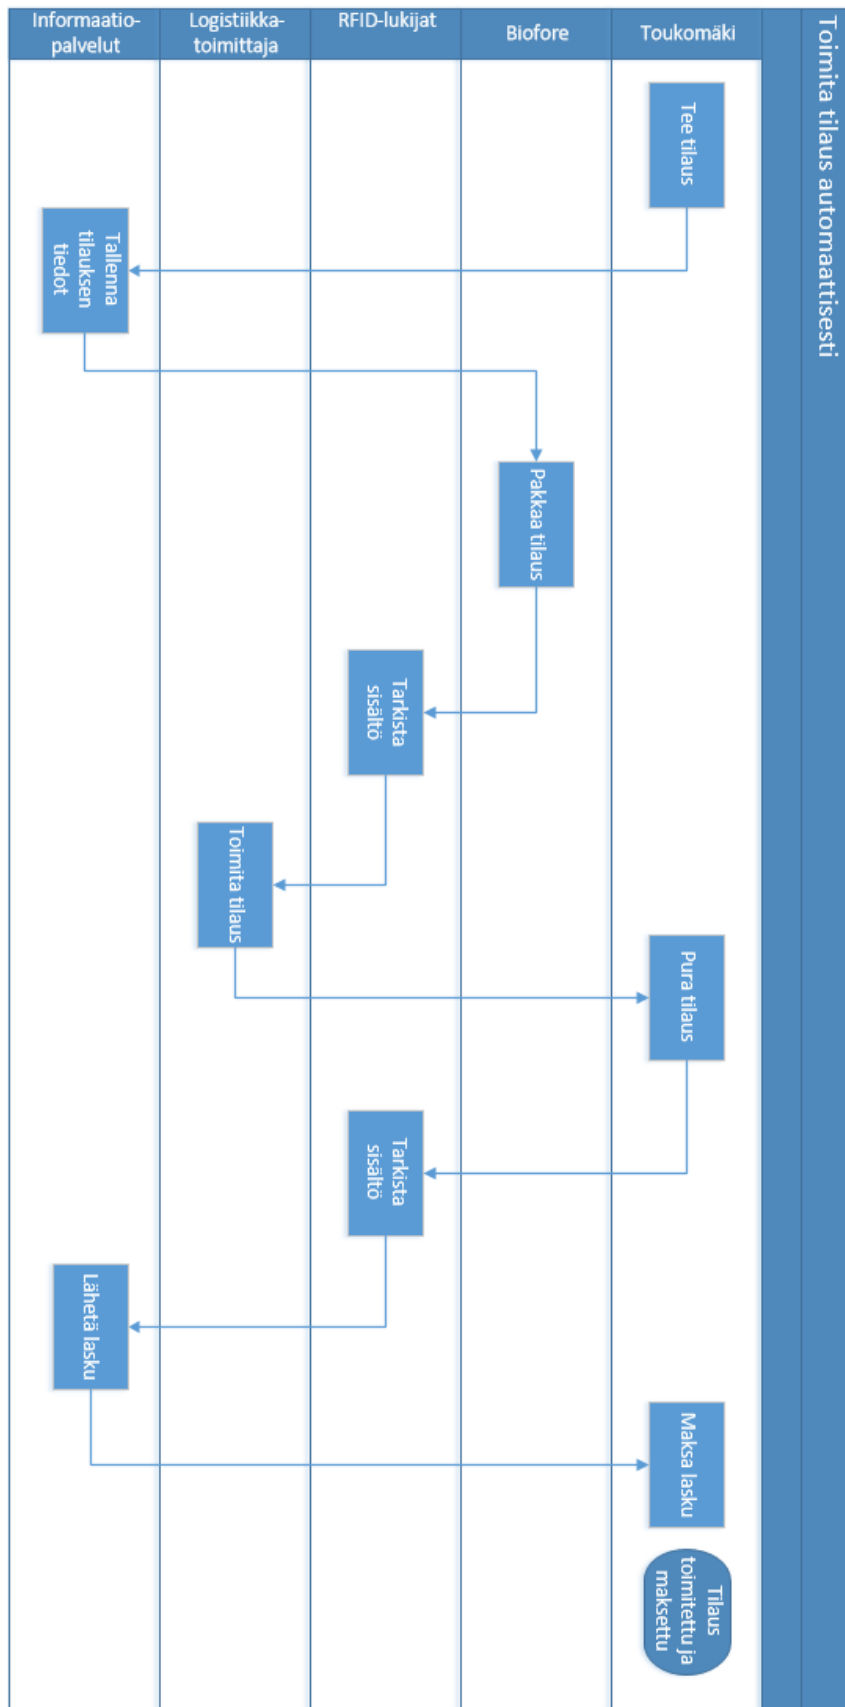 Toimita tilaus automaattisesti
Informaatio-
palvelut
Logistiikka-
toimittaja
RFID-lukijat
Biofore
Toukomäki
Tee tilaus
Tallenna
tilauksen
tiedot
Pakkaa tilaus
Tarkista
sisältö
Toimita tilaus
Pura tilaus
Tarkista
sisältö
Lähetä lasku
Maksa lasku
Tilaus
toimitettu ja
maksettu